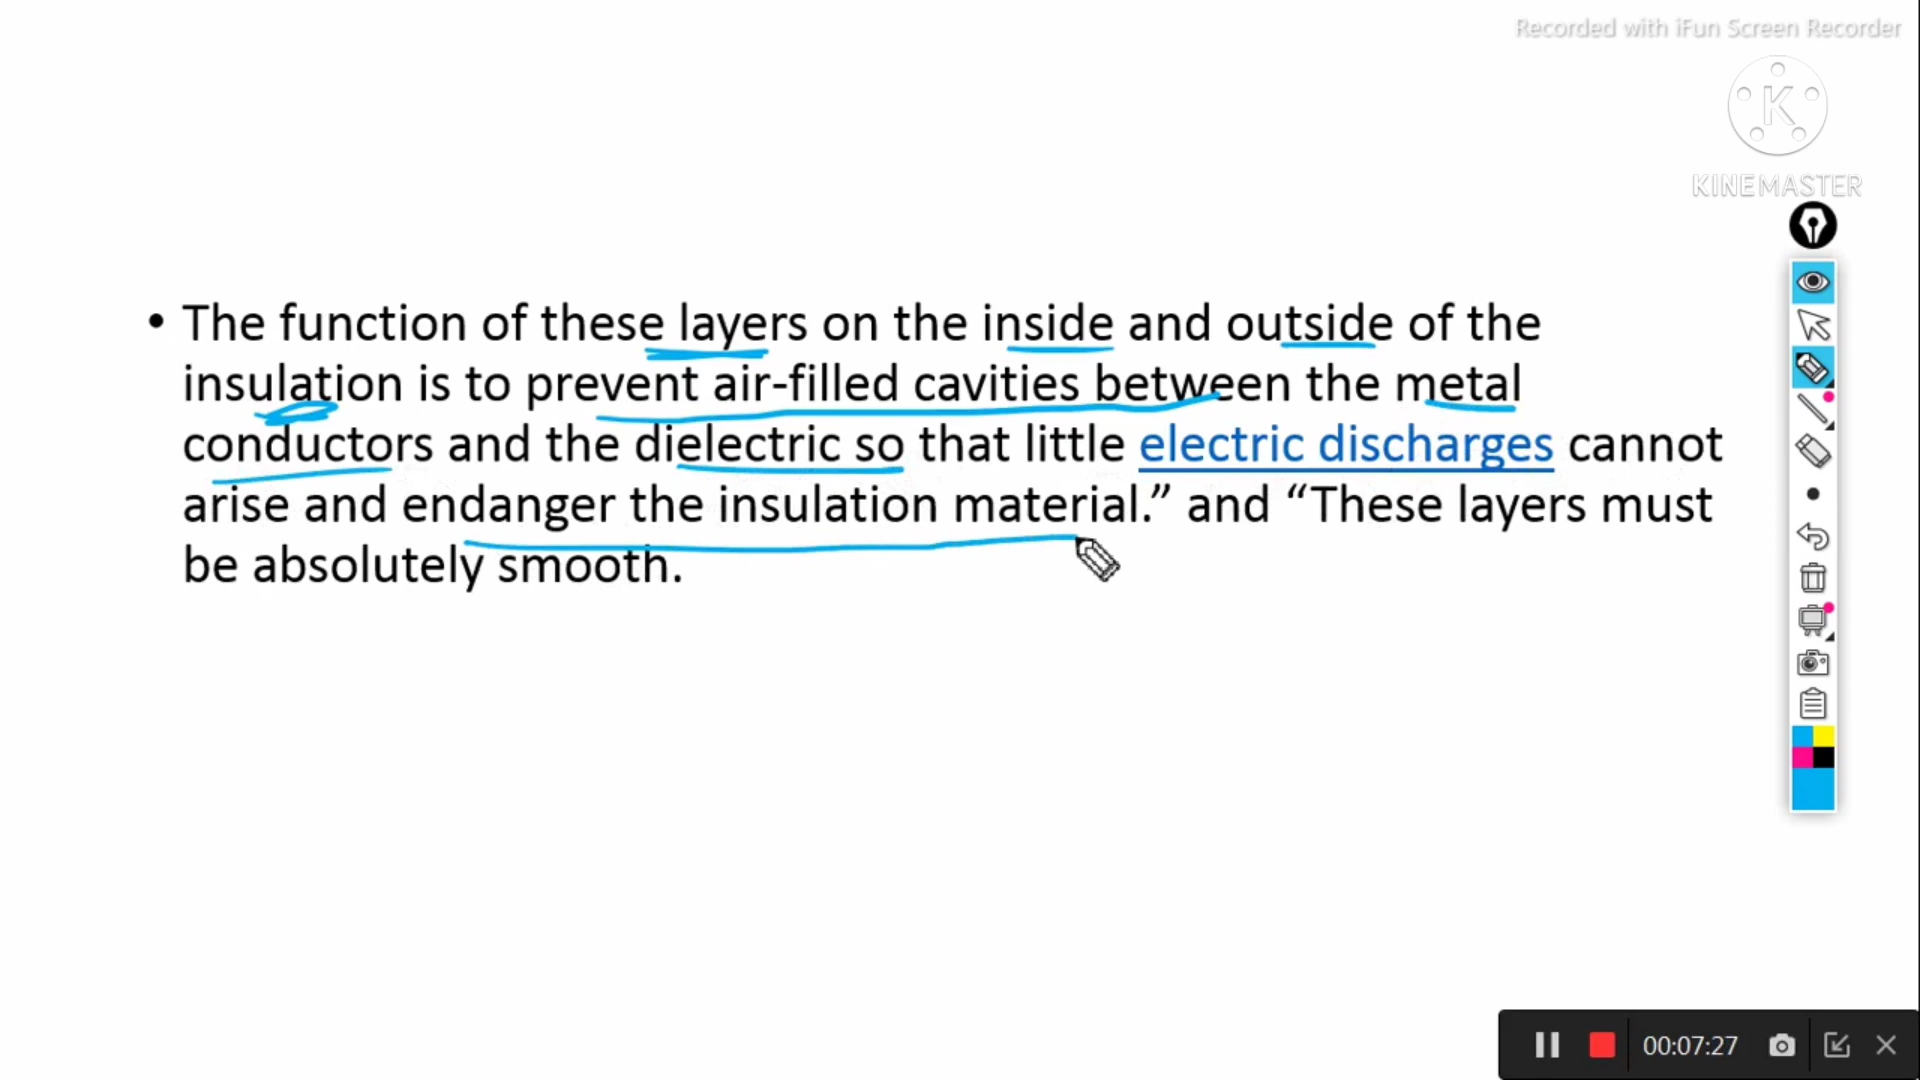 Recorded with iFun Screen Recorder
K
KINEMASTER
• The function of these layers on the inside and outside of the
insulation is to prevent air-filled cavities between the metal
conductors and the dielectric so that little electric discharges cannot
arise and endanger the insulation material.” and “These layers must
be absolutely smooth.
00:07:27